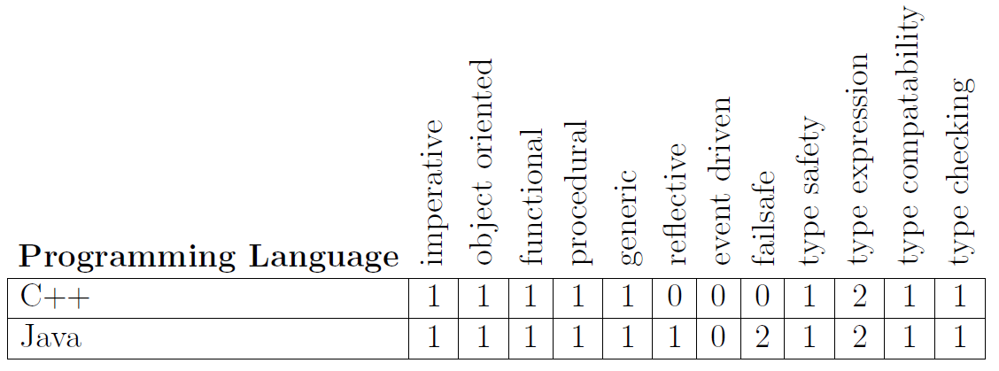 Programming Language imperative object oriented functional procedural generic reflective event driven failsafe type safety type expression type compatability type checking
C++ 1 1 1 1 1 0 0 0 1 2 1 1
Java 1 1 1 1 1 1 0 2 1 2 1 1